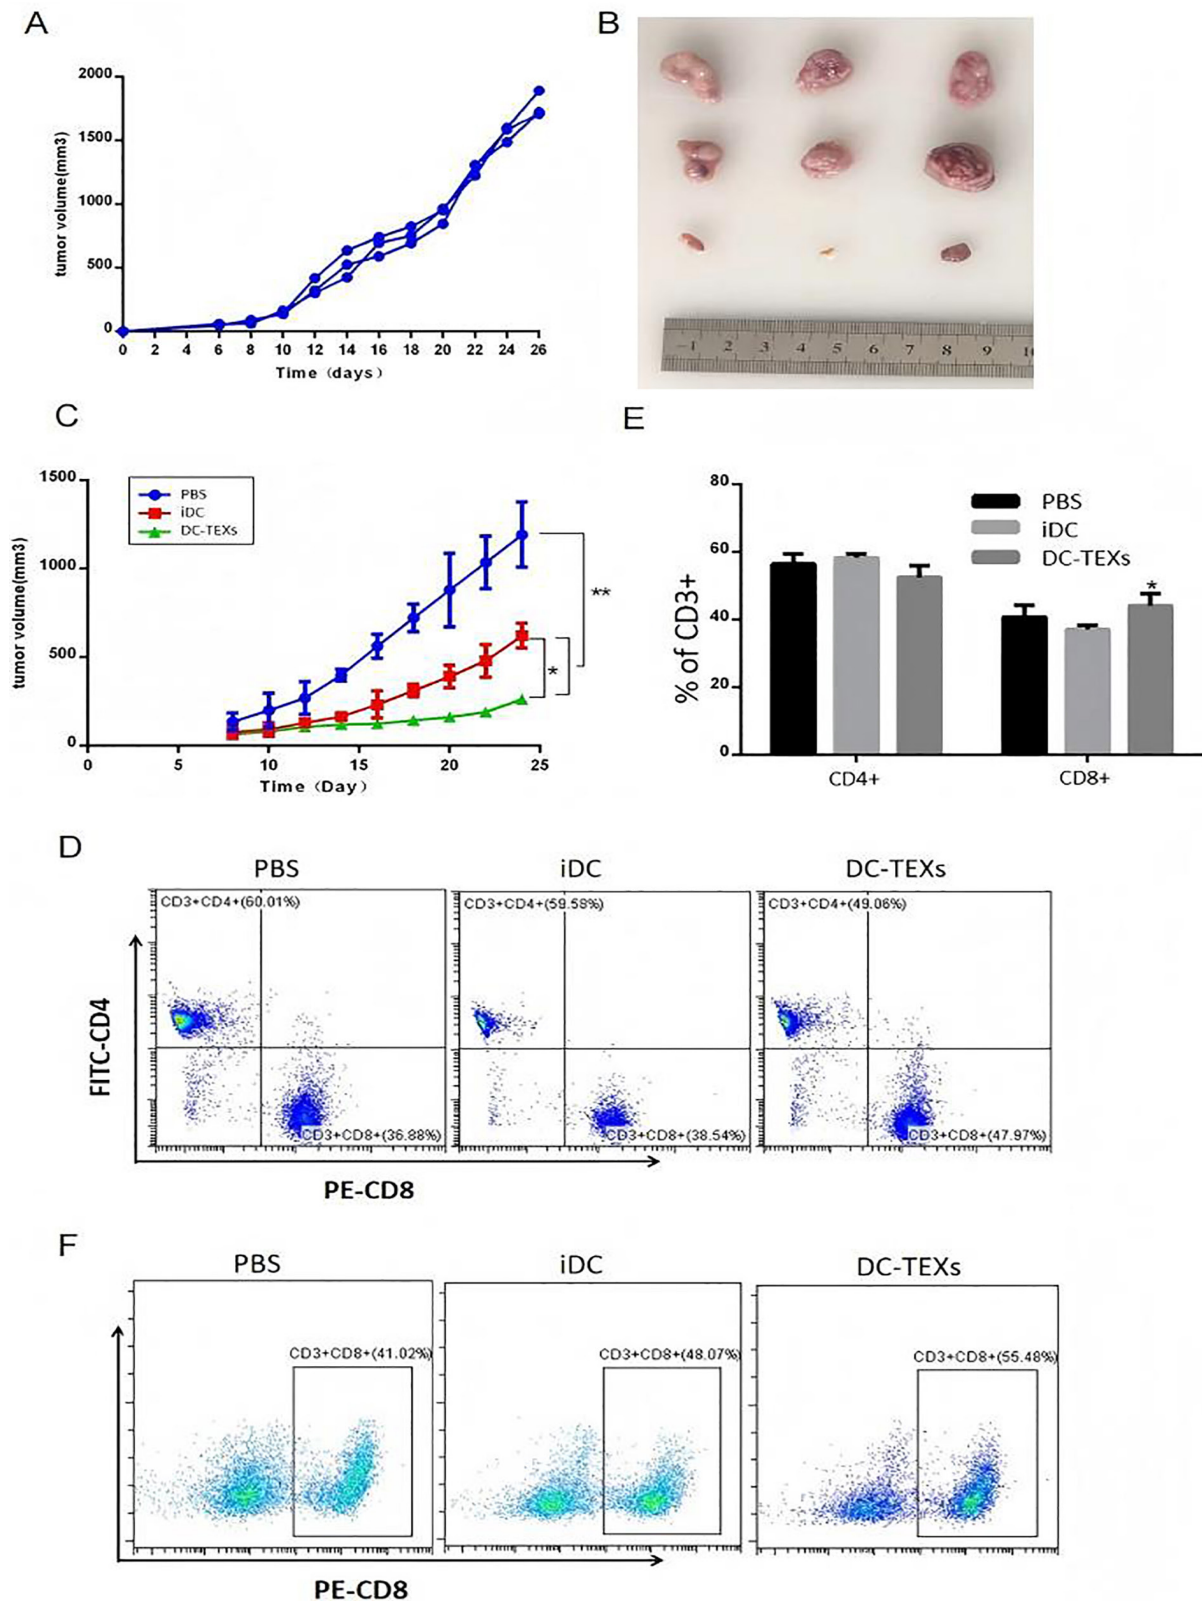 A
2000
1500
1000
500
0
tumor volume(mm3)
0 2 4 6 8 10 12 14 16 18 20 22 24 26
Time (days)
B
1 2 3 4 5 6 7 8 9
C
1500
1000
500
0
tumor volume(mm3)
PBS
iDC
DC-TEXs
**
*
0 5 10 15 20 25
Time (Day)
E
80
60
40
20
0
% of CD3+
PBS
iDC
DC-TEXs
*
CD4+ CD8+
D
PBS iDC DC-TEXs
CD3+CD4+(60.01%) CD3+CD4+(59.58%) CD3+CD4+(49.06%)
FITC-CD4
CD3+CD8+(36.88%) CD3+CD8+(38.54%) CD3+CD8+(47.97%)
PE-CD8
F
PBS iDC DC-TEXs
CD3+CD8+(41.02%) CD3+CD8+(48.07%) CD3+CD8+(55.48%)
PE-CD8